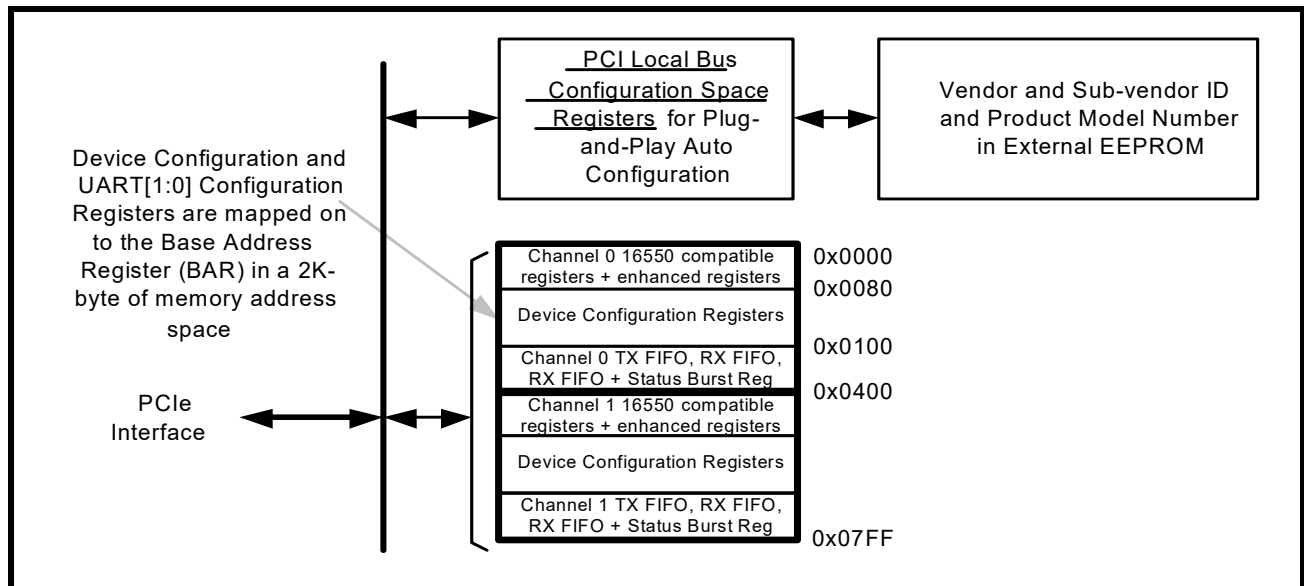 PCI Local Bus
Configuration Space
Registers for Plug-
and-Play Auto
Configuration
Vendor and Sub-vendor ID
and Product Model Number
in External EEPROM
Device Configuration and
UART[1:0] Configuration
Registers are mapped on
to the Base Address
Register (BAR) in a 2K-
byte of memory address
space
PCIe
Interface
Channel 0 16550 compatible
registers + enhanced registers
Device Configuration Registers
Channel 0 TX FIFO, RX FIFO,
RX FIFO + Status Burst Reg
Channel 1 16550 compatible
registers + enhanced registers
Device Configuration Registers
Channel 1 TX FIFO, RX FIFO,
RX FIFO + Status Burst Reg
0x0000
0x0080
0x0100
0x0400
0x07FF